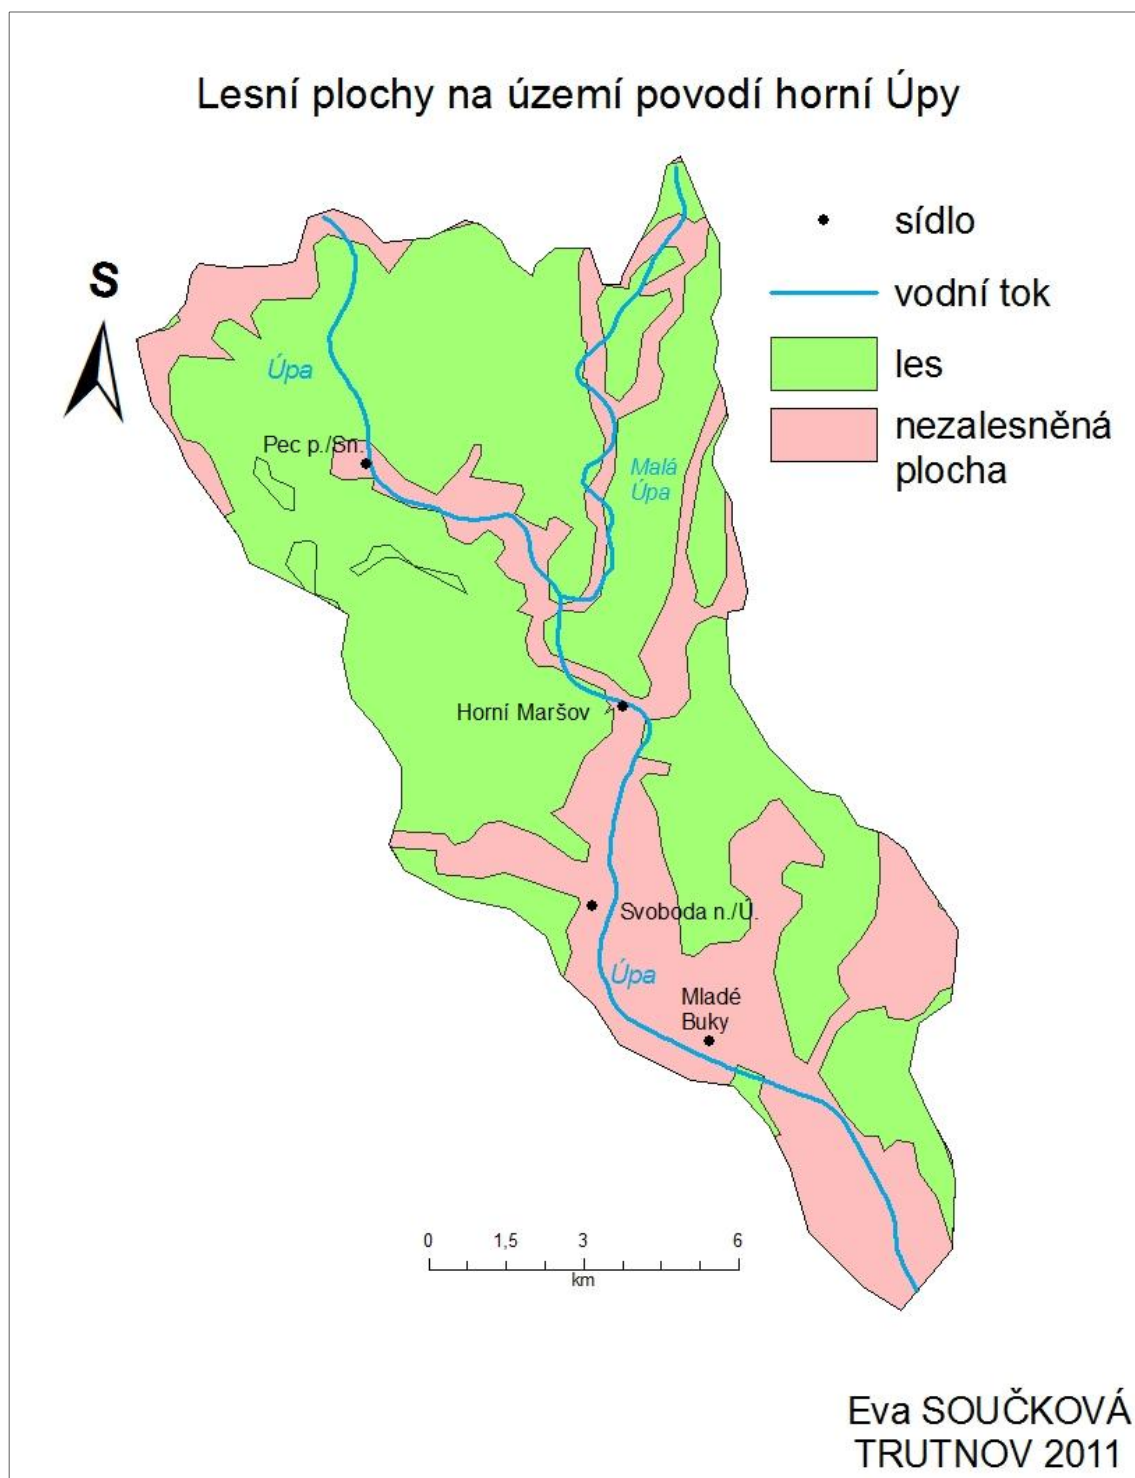 Lesní plochy na území povodí horní Úpy
S
sídlo
vodní tok
les
nezalesněná
plocha
Úpa
Pec p./Sn.
Malá
Úpa
Horní Maršov
Svoboda n./Ú.
Úpa
Mladé
Buky
0 1,5 3 6
km
Eva SOUČKOVÁ
TRUTNOV 2011